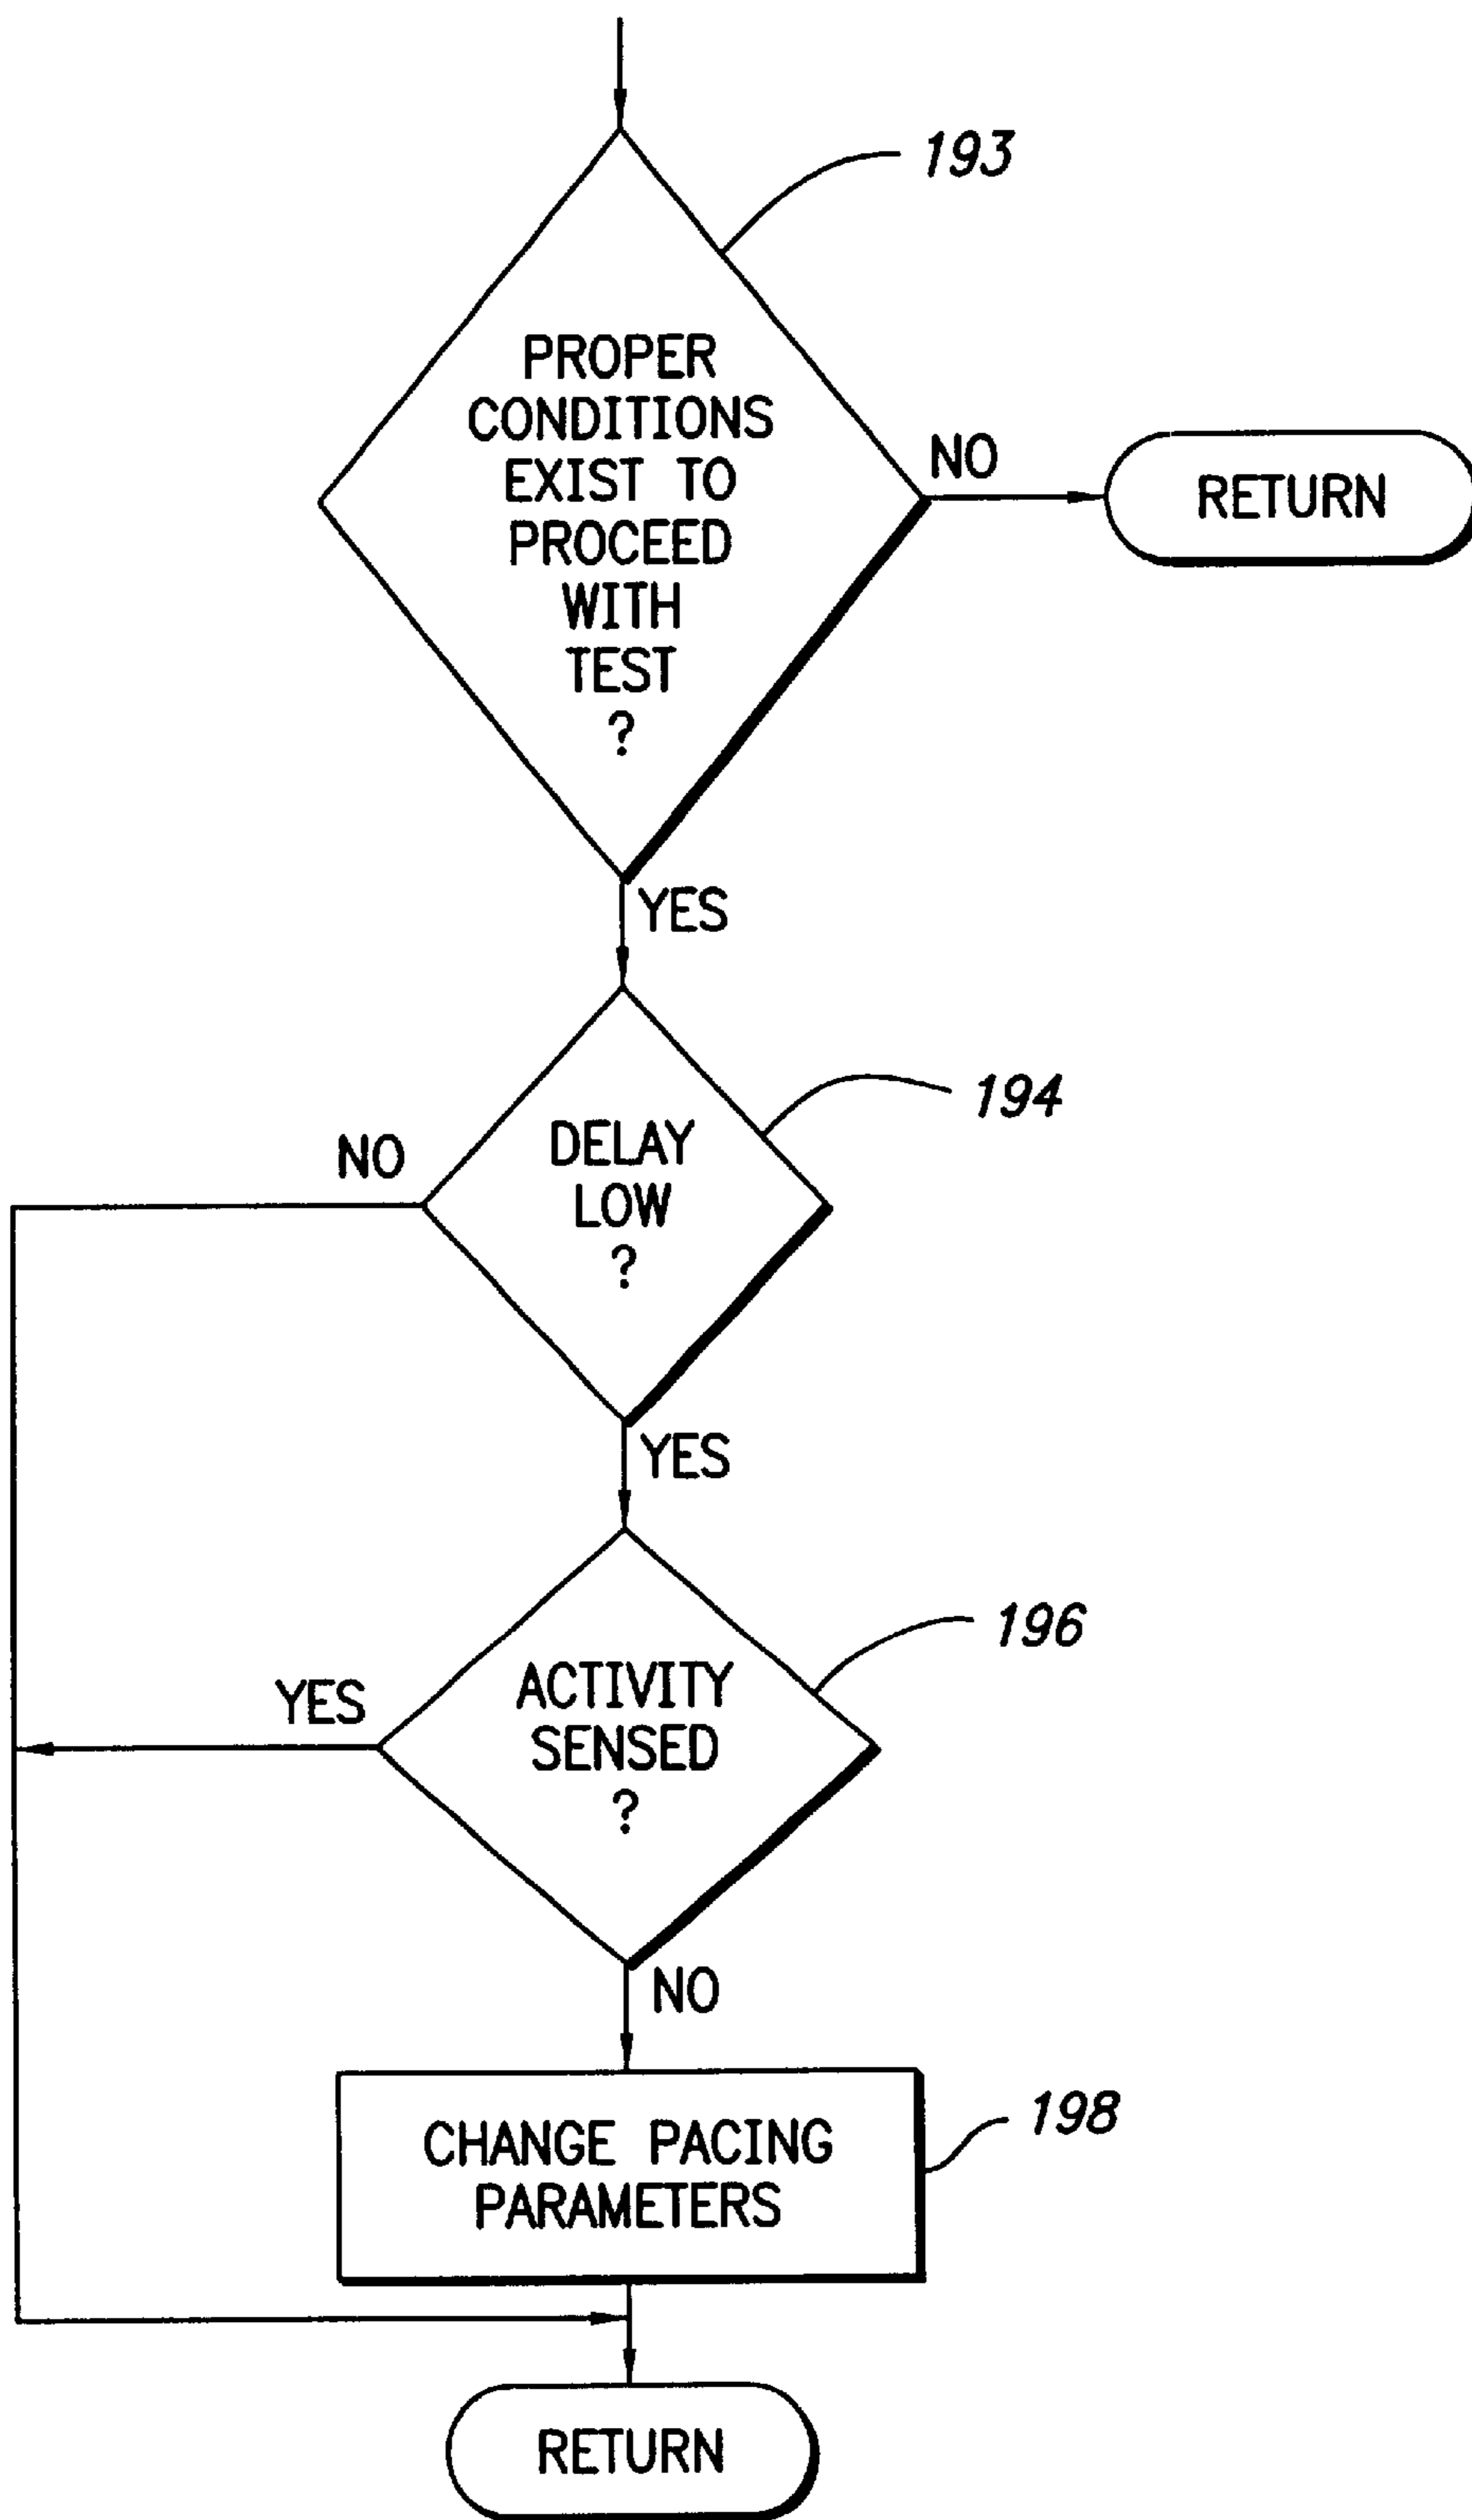 193
PROPER
CONDITIONS
EXIST TO
PROCEED
WITH
TEST
?
NO
RETURN
YES
194
DELAY
LOW
?
NO
YES
196
ACTIVITY
SENSED
?
YES
NO
198
CHANGE PACING
PARAMETERS
RETURN